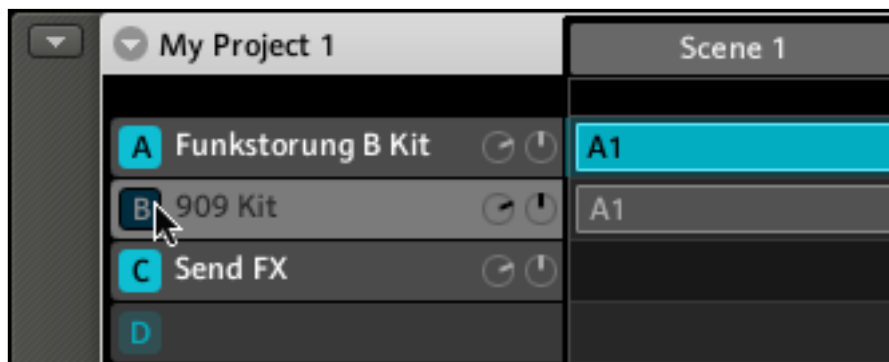 My Project 1 Scene 1
A Funkstorung B Kit A1
B 909 Kit A1
C Send FX
D